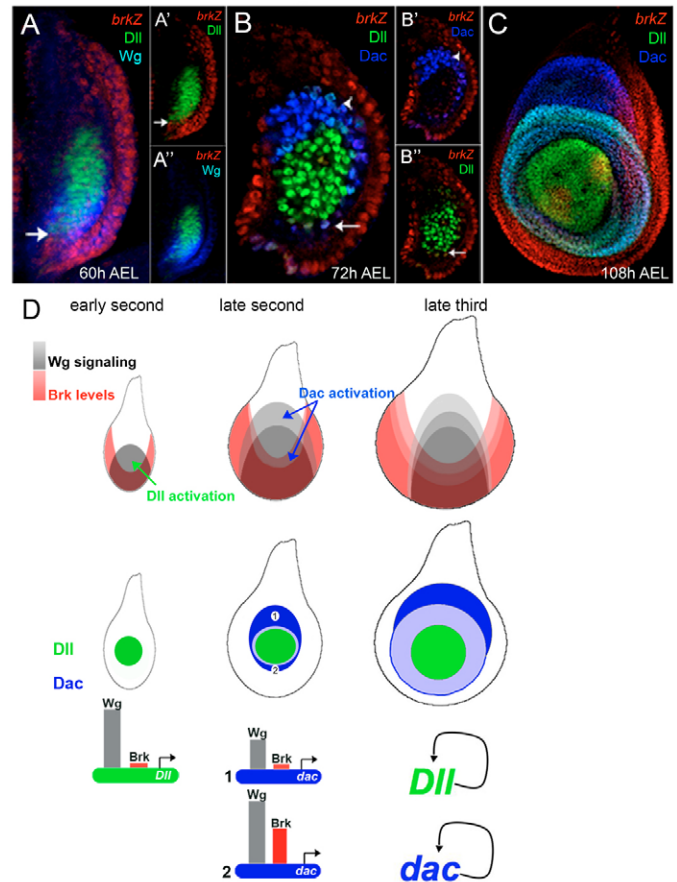 A
brkZ
Dll
Wg
60h AEL
A'
brkZ
Dll
A''
brkZ
Wg
B
brkZ
Dll
Dac
72h AEL
B'
brkZ
Dac
B''
brkZ
Dll
C
brkZ
Dll
Dac
108h AEL
D
early second
late second
late third
Wg signaling
Brk levels
Dll activation
Dac activation
Dll
Dac
1
2
Wg
Brk
Dll
Wg
Brk
1
dac
Wg
Brk
2
dac
Dll
dac